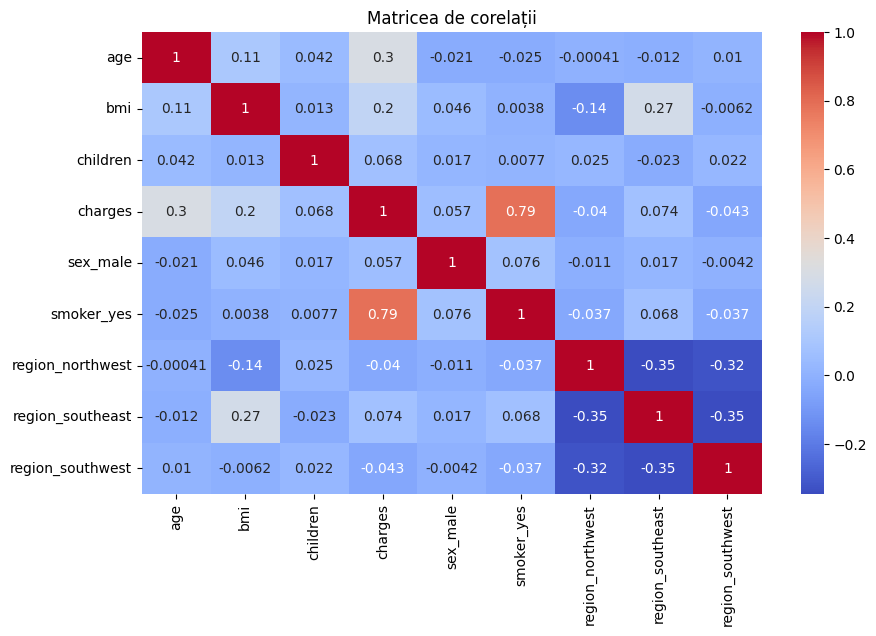 Matricea de corelații
age 1 0.11 0.042 0.3 -0.021 -0.025 -0.00041 -0.012 0.01
bmi 0.11 1 0.013 0.2 0.046 0.0038 -0.14 0.27 -0.0062
children 0.042 0.013 1 0.068 0.017 0.0077 0.025 -0.023 0.022
charges 0.3 0.2 0.068 1 0.057 0.79 -0.04 0.074 -0.043
sex_male -0.021 0.046 0.017 0.057 1 0.076 -0.011 0.017 -0.0042
smoker_yes -0.025 0.0038 0.0077 0.79 0.076 1 -0.037 0.068 -0.037
region_northwest -0.00041 -0.14 0.025 -0.04 -0.011 -0.037 1 -0.35 -0.32
region_southeast -0.012 0.27 -0.023 0.074 0.017 0.068 -0.35 1 -0.35
region_southwest 0.01 -0.0062 0.022 -0.043 -0.0042 -0.037 -0.32 -0.35 1
age bmi children charges sex_male smoker_yes region_northwest region_southeast region_southwest
1.0
0.8
0.6
0.4
0.2
0.0
−0.2